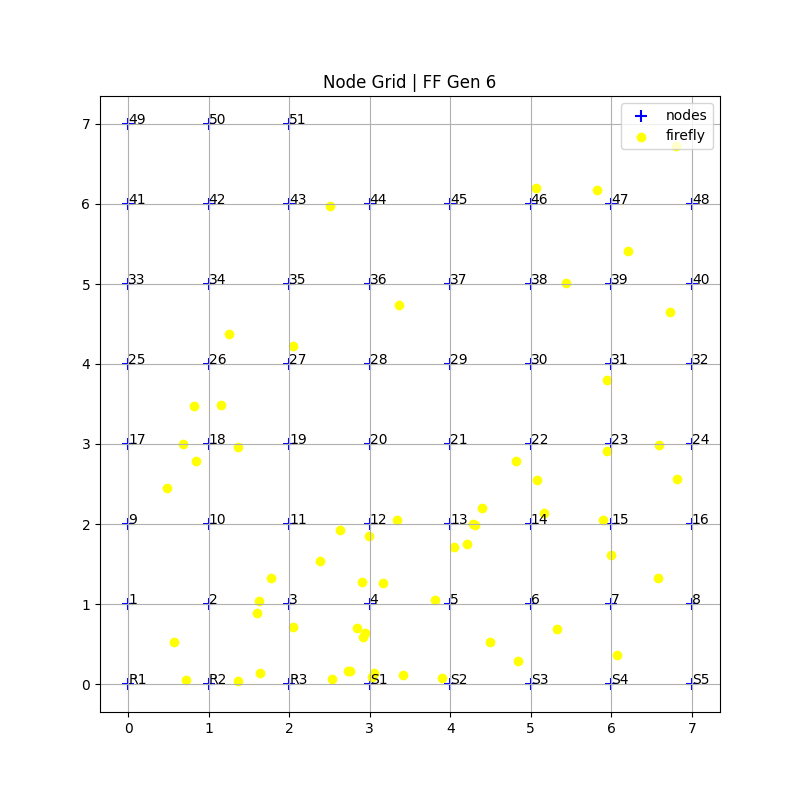 Node Grid | FF Gen 6
nodes
firefly
7
49 50 51
6
41 42 43 44 45 46 47 48
5
33 34 35 36 37 38 39 40
4
25 26 27 28 29 30 31 32
3
17 18 19 20 21 22 23 24
2
9 10 11 12 13 14 15 16
1
1 2 3 4 5 6 7 8
0
R1 R2 R3 S1 S2 S3 S4 S5
0 1 2 3 4 5 6 7